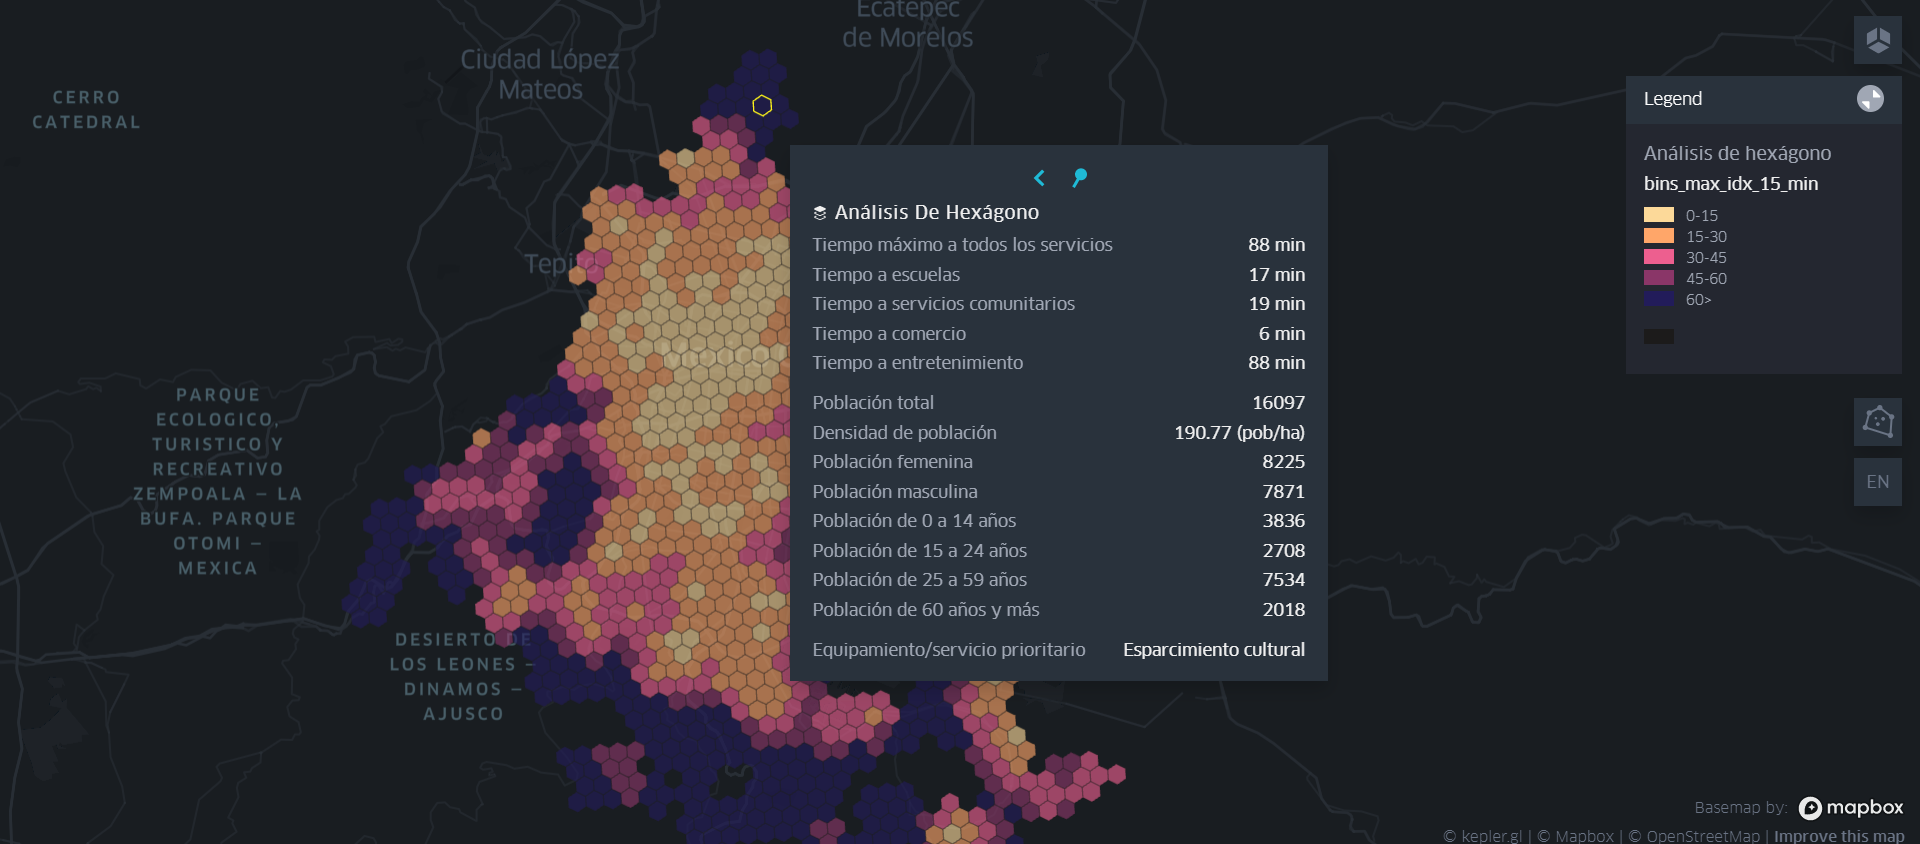 Ecatepec
de Morelos
Ciudad López
Mateos
CERRO
CATEDRAL
Tepito
PARQUE
ECOLOGICO,
TURISTICO Y
RECREATIVO
ZEMPOALA – LA
BUFA. PARQUE
OTOMI –
MEXICA
DESIERTO DE
LOS LEONES –
DINAMOS –
AJUSCO
Análisis De Hexágono
Tiempo máximo a todos los servicios 88 min
Tiempo a escuelas 17 min
Tiempo a servicios comunitarios 19 min
Tiempo a comercio 6 min
Tiempo a entretenimiento 88 min
Población total 16097
Densidad de población 190.77 (pob/ha)
Población femenina 8225
Población masculina 7871
Población de 0 a 14 años 3836
Población de 15 a 24 años 2708
Población de 25 a 59 años 7534
Población de 60 años y más 2018
Equipamiento/servicio prioritario Esparcimiento cultural
Legend
Análisis de hexágono
bins_max_idx_15_min
0-15
15-30
30-45
45-60
60>
EN
Basemap by: mapbox
© kepler.gl | © Mapbox | © OpenStreetMap | Improve this map